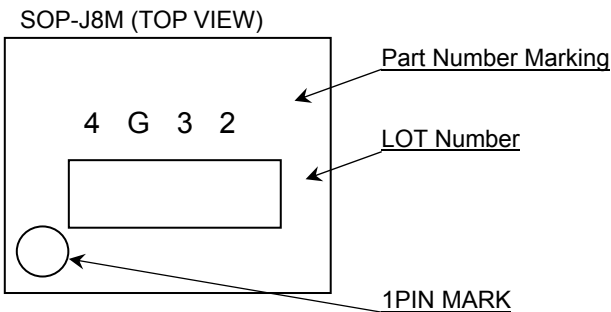 SOP-J8M (TOP VIEW)
Part Number Marking
4 G 3 2
LOT Number
1PIN MARK